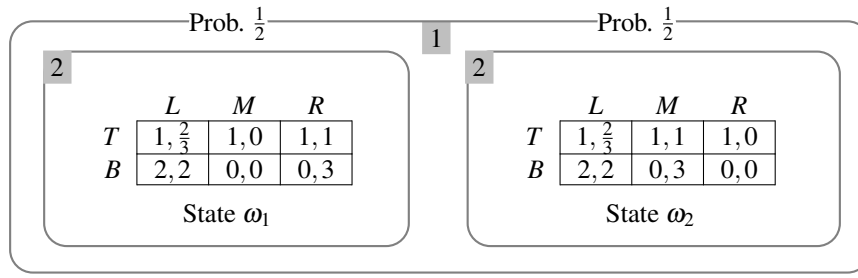 Prob. 1/2 Prob. 1/2
1
2 2
L M R L M R
T 1, 2/3 1, 0 1, 1 T 1, 2/3 1, 1 1, 0
B 2, 2 0, 0 0, 3 B 2, 2 0, 3 0, 0
State ω₁ State ω₂